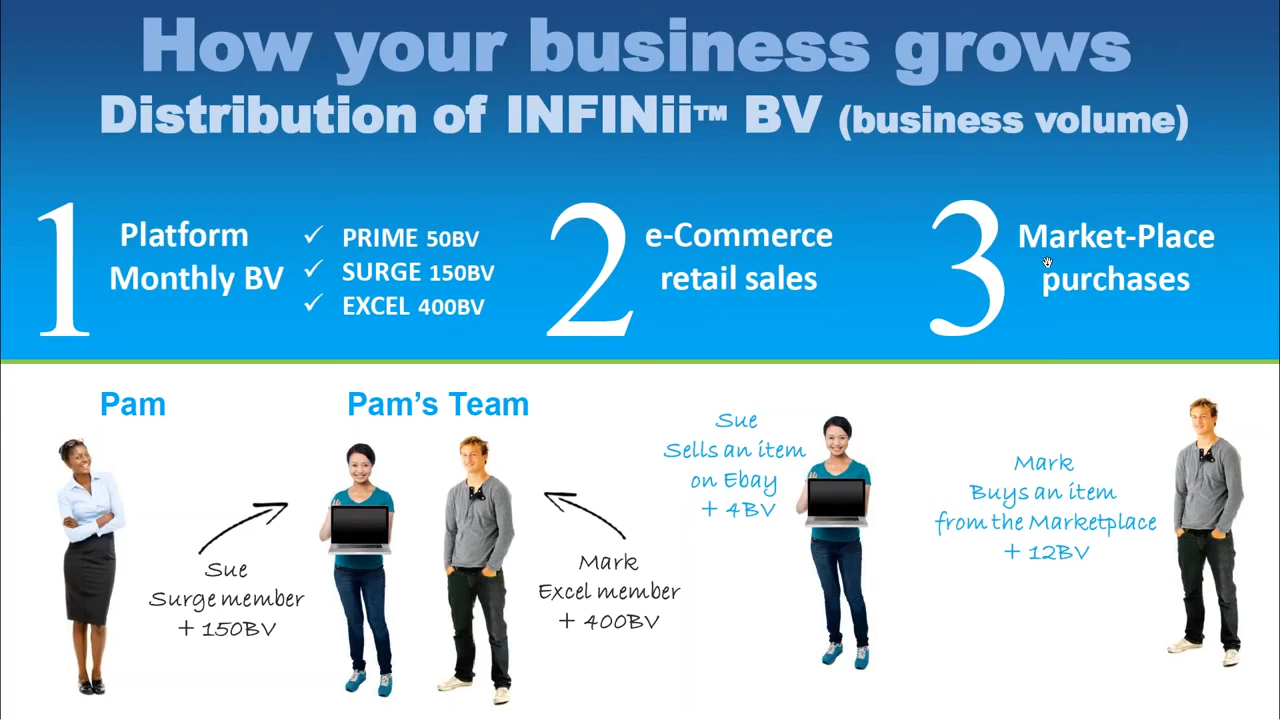 How your business grows
Distribution of INFINii™ BV (business volume)
1
Platform
Monthly BV
✓ PRIME 50BV
✓ SURGE 150BV
✓ EXCEL 400BV
2
e-Commerce
retail sales
3
Market-Place
purchases
Pam
Pam's Team
Sue
Surge member
+ 150BV
Mark
Excel member
+ 400BV
Sue
Sells an item
on Ebay
+ 4BV
Mark
Buys an item
from the Marketplace
+ 12BV